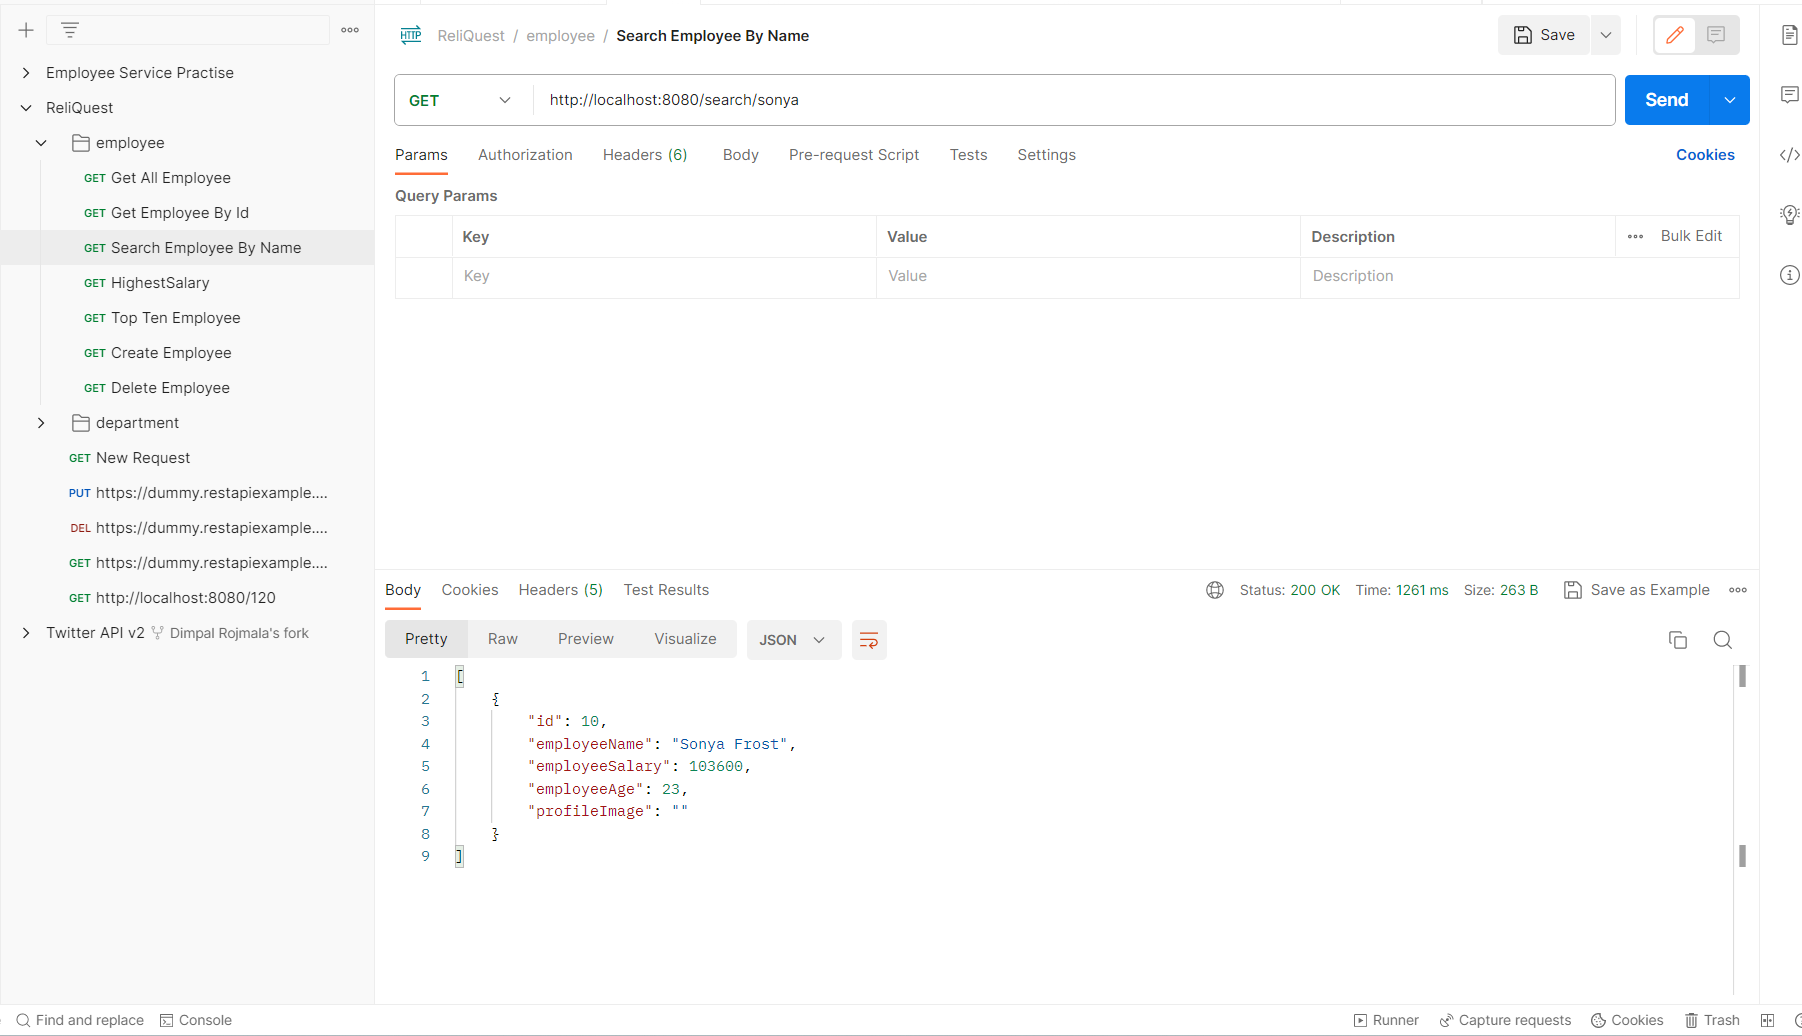 Employee Service Practise
ReliQuest
employee
GET Get All Employee
GET Get Employee By Id
GET Search Employee By Name
GET HighestSalary
GET Top Ten Employee
GET Create Employee
GET Delete Employee
department
GET New Request
PUT https://dummy.restapiexample....
DEL https://dummy.restapiexample....
GET https://dummy.restapiexample....
GET http://localhost:8080/120
Twitter API v2 Dimpal Rojmala's fork
HTTP ReliQuest / employee / Search Employee By Name
Save
GET http://localhost:8080/search/sonya
Send
Params Authorization Headers (6) Body Pre-request Script Tests Settings Cookies
Query Params
Key Value Description Bulk Edit
Key Value Description
Body Cookies Headers (5) Test Results Status: 200 OK Time: 1261 ms Size: 263 B Save as Example
Pretty Raw Preview Visualize JSON
1 [
2 {
3 "id": 10,
4 "employeeName": "Sonya Frost",
5 "employeeSalary": 103600,
6 "employeeAge": 23,
7 "profileImage": ""
8 }
9 ]
Find and replace Console Runner Capture requests Cookies Trash